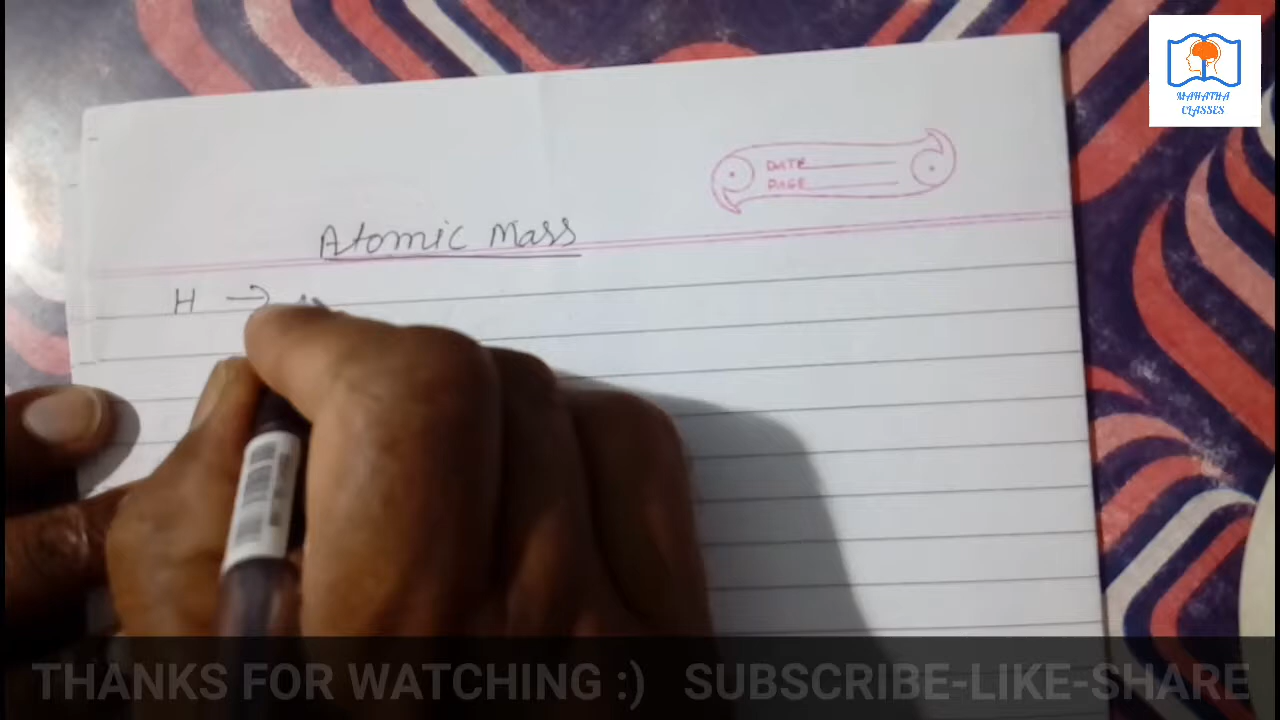 MAHATHA
CLASSES
DATE
PAGE
Atomic Mass
H →
THANKS FOR WATCHING :) SUBSCRIBE-LIKE-SHARE